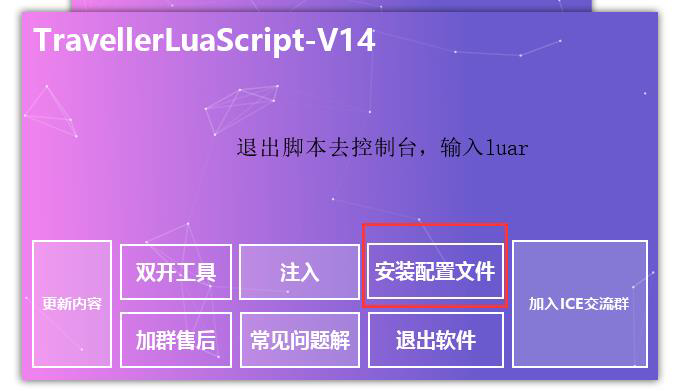 TravellerLuaScript-V14
退出脚本去控制台，输入luar
更新内容
双开工具
注入
安装配置文件
加入ICE交流群
加群售后
常见问题解
退出软件